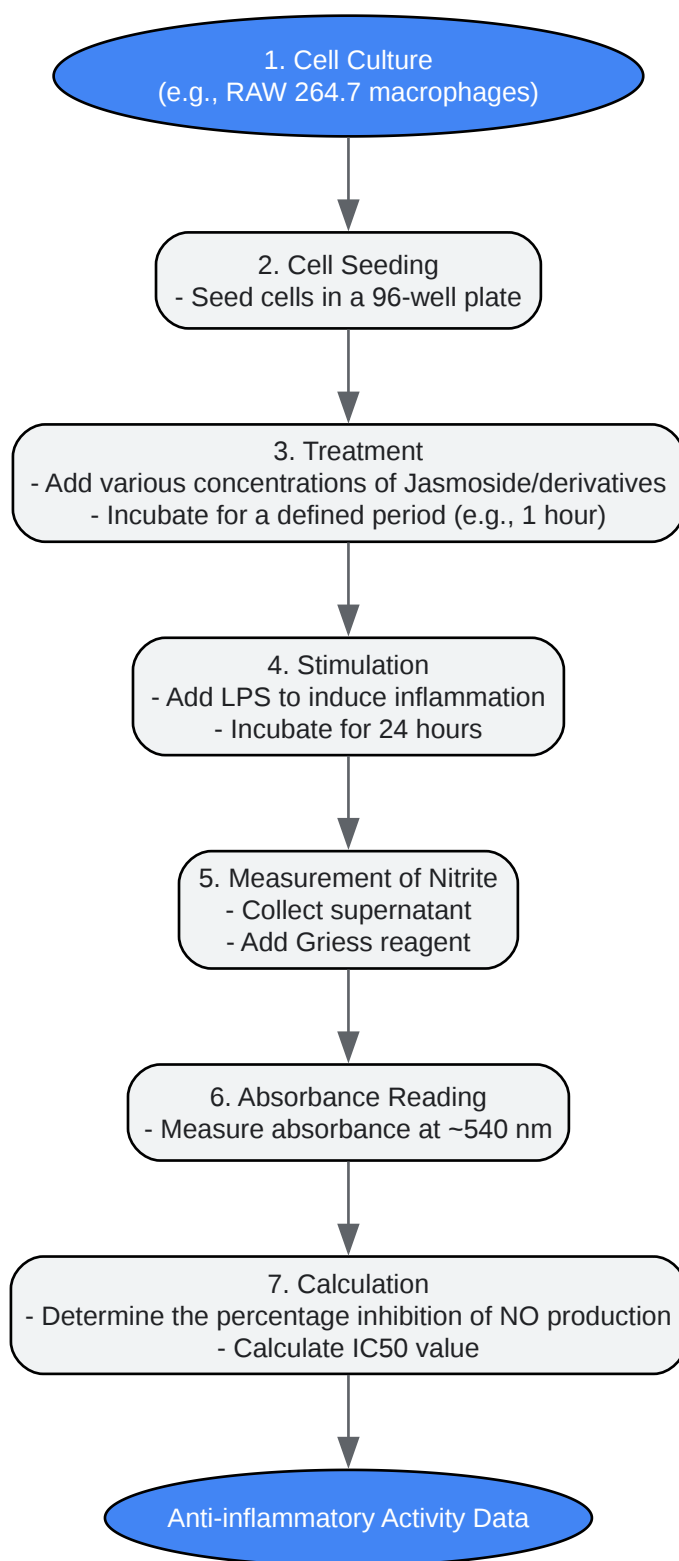 1. Cell Culture
(e.g., RAW 264.7 macrophages)
2. Cell Seeding
- Seed cells in a 96-well plate
3. Treatment
- Add various concentrations of Jasmoside/derivatives
- Incubate for a defined period (e.g., 1 hour)
4. Stimulation
- Add LPS to induce inflammation
- Incubate for 24 hours
5. Measurement of Nitrite
- Collect supernatant
- Add Griess reagent
6. Absorbance Reading
- Measure absorbance at ~540 nm
7. Calculation
- Determine the percentage inhibition of NO production
- Calculate IC50 value
Anti-inflammatory Activity Data